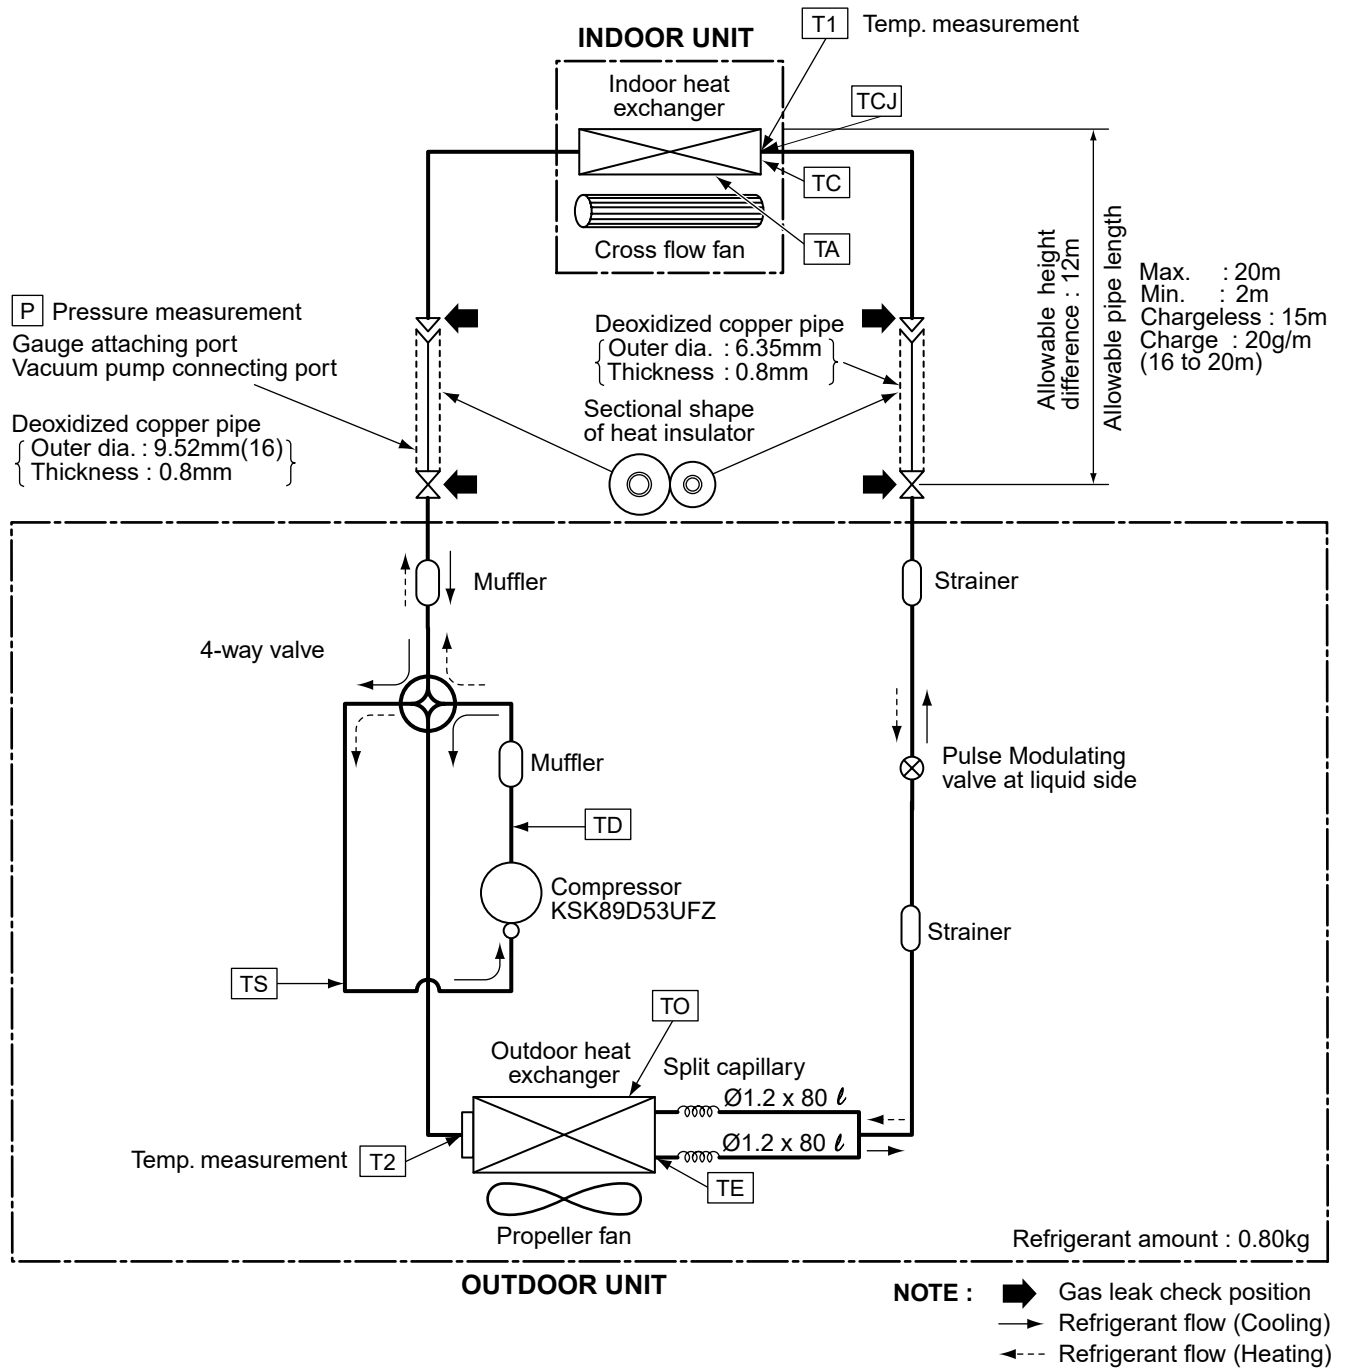 T1 Temp. measurement
INDOOR UNIT
Indoor heat
exchanger
TCJ
TC
Cross flow fan
TA
Allowable height
difference : 12m
Allowable pipe length
Max. : 20m
Min. : 2m
Chargeless : 15m
Charge : 20g/m
(16 to 20m)
P Pressure measurement
Gauge attaching port
Vacuum pump connecting port
Deoxidized copper pipe
Outer dia. : 9.52mm(16)
Thickness : 0.8mm
Deoxidized copper pipe
Outer dia. : 6.35mm
Thickness : 0.8mm
Sectional shape
of heat insulator
Muffler
Strainer
4-way valve
Muffler
Pulse Modulating
valve at liquid side
TD
Compressor
KSK89D53UFZ
Strainer
TS
TO
Outdoor heat
exchanger
Split capillary
Ø1.2 x 80 ℓ
Ø1.2 x 80 ℓ
Temp. measurement T2
TE
Propeller fan
Refrigerant amount : 0.80kg
OUTDOOR UNIT
NOTE : Gas leak check position
Refrigerant flow (Cooling)
Refrigerant flow (Heating)